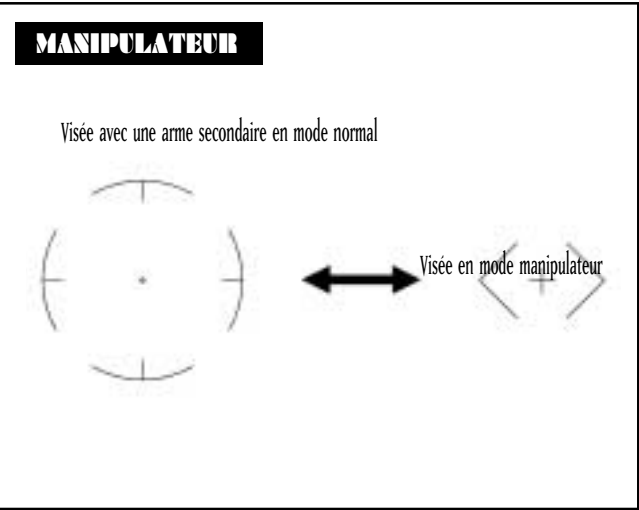 MANIPULATEUR
Visée avec une arme secondaire en mode normal
Visée en mode manipulateur